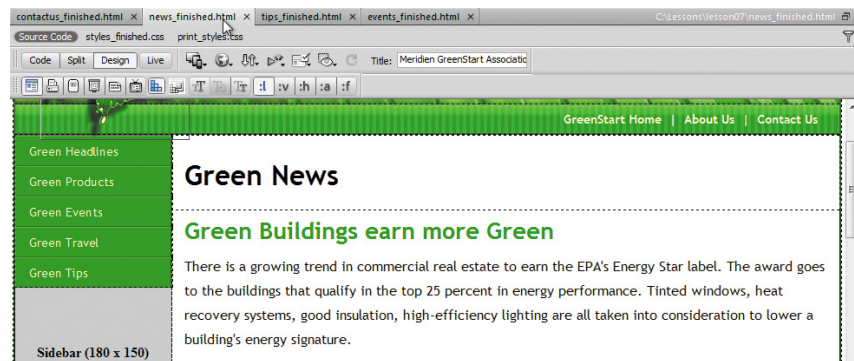 contactus_finished.html × news_finished.html × tips_finished.html × events_finished.html × C:\Lessons\lesson07\news_finished.html
Source Code styles_finished.css print_styles.css
Code Split Design Live Title: Meridien GreenStart Associatic
:l :v :h :a :f
GreenStart Home | About Us | Contact Us
Green Headlines
Green Products
Green Events
Green Travel
Green Tips
Sidebar (180 x 150)
Green News
Green Buildings earn more Green
There is a growing trend in commercial real estate to earn the EPA's Energy Star label. The award goes
to the buildings that qualify in the top 25 percent in energy performance. Tinted windows, heat
recovery systems, good insulation, high-efficiency lighting are all taken into consideration to lower a
building's energy signature.